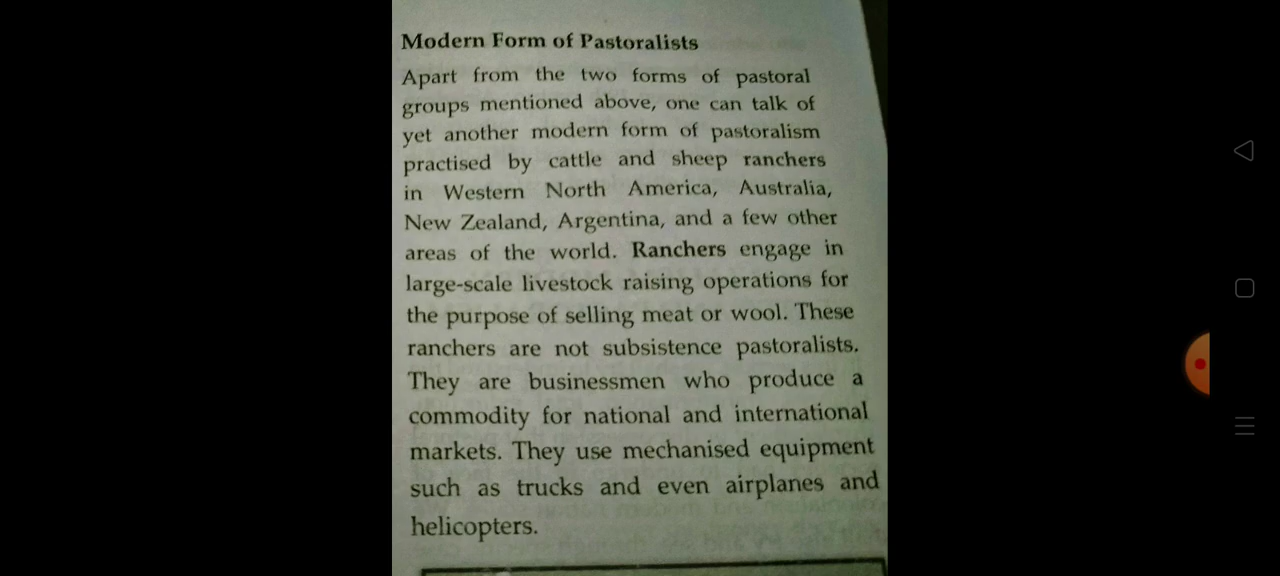 Modern Form of Pastoralists
Apart from the two forms of pastoral
groups mentioned above, one can talk of
yet another modern form of pastoralism
practised by cattle and sheep ranchers
in Western North America, Australia,
New Zealand, Argentina, and a few other
areas of the world. Ranchers engage in
large-scale livestock raising operations for
the purpose of selling meat or wool. These
ranchers are not subsistence pastoralists.
They are businessmen who produce a
commodity for national and international
markets. They use mechanised equipment
such as trucks and even airplanes and
helicopters.